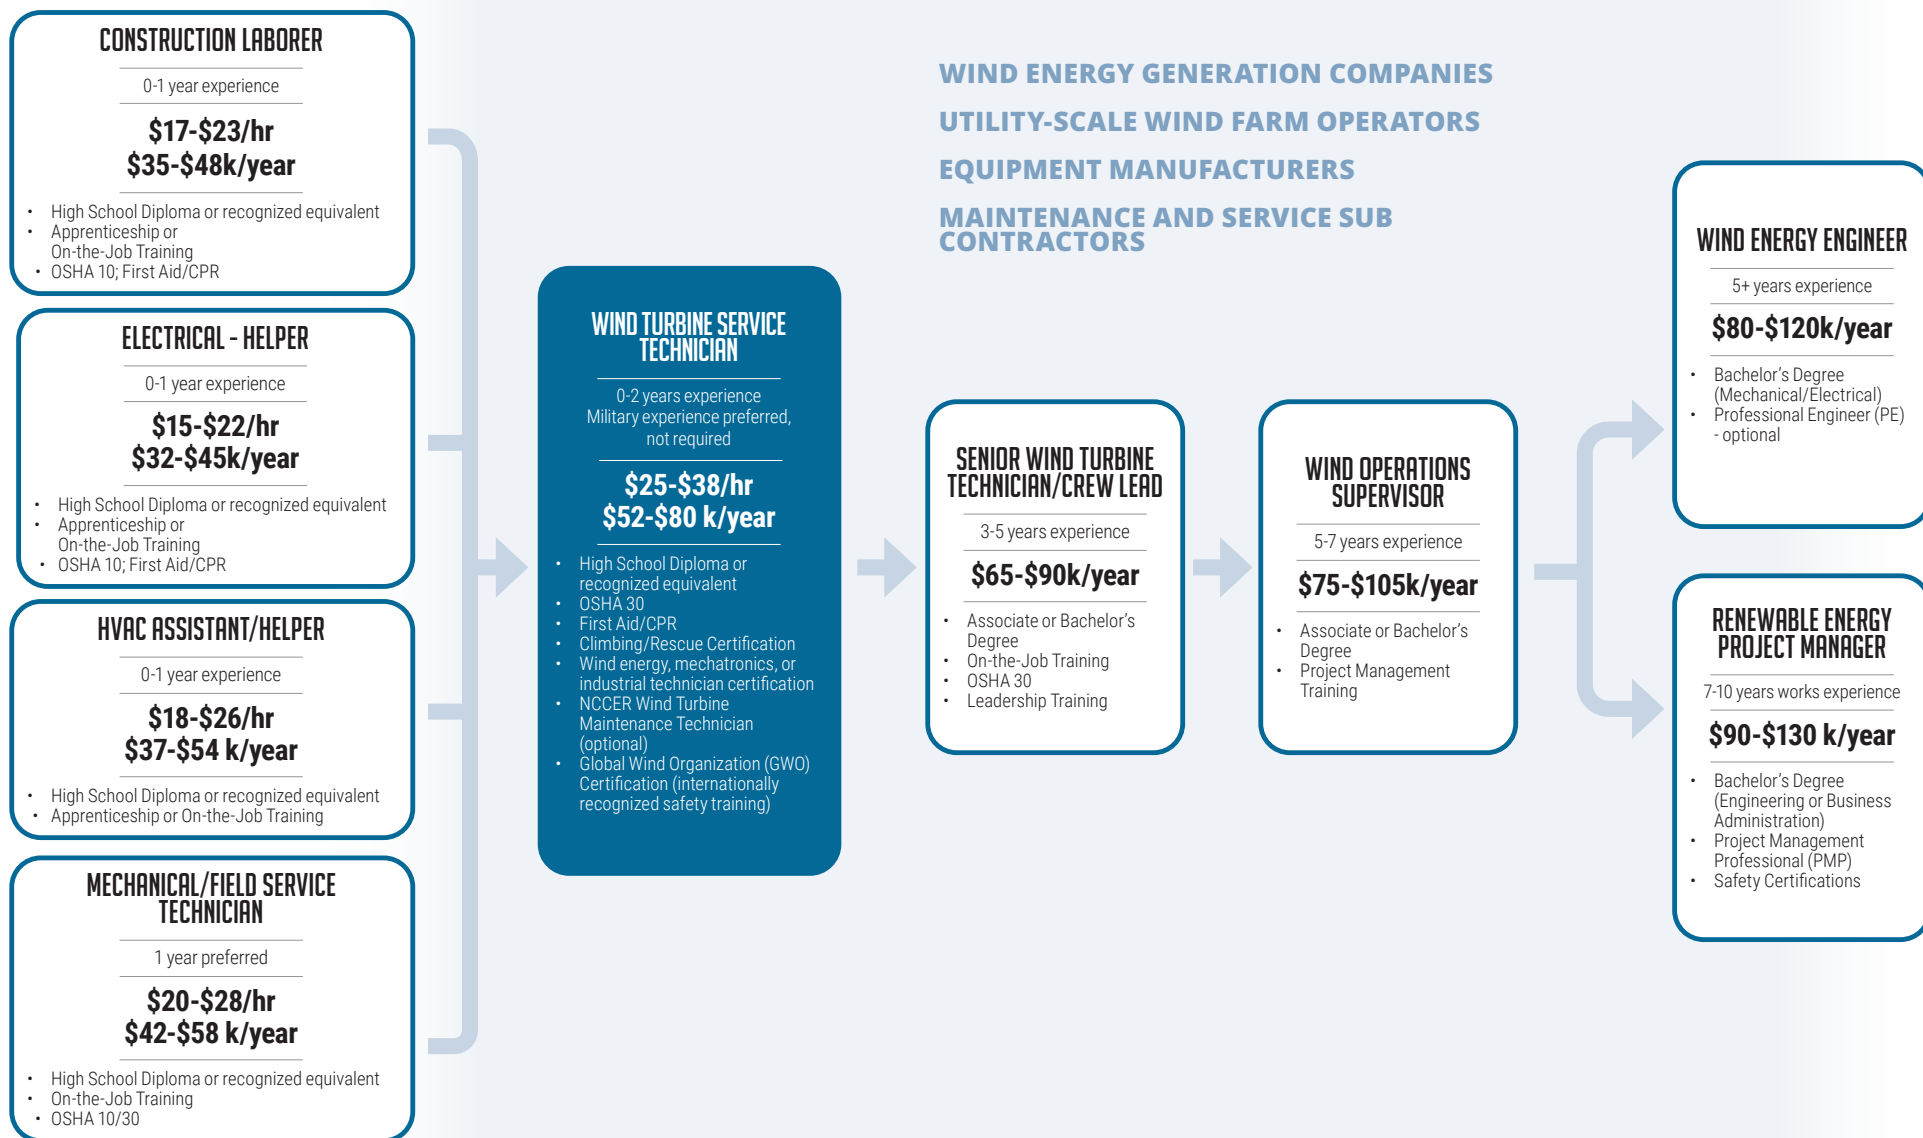 CONSTRUCTION LABORER
0-1 year experience
$17-$23/hr
$35-$48k/year
• High School Diploma or recognized equivalent
• Apprenticeship or
On-the-Job Training
• OSHA 10; First Aid/CPR
ELECTRICAL - HELPER
0-1 year experience
$15-$22/hr
$32-$45k/year
• High School Diploma or recognized equivalent
• Apprenticeship or
On-the-Job Training
• OSHA 10; First Aid/CPR
HVAC ASSISTANT/HELPER
0-1 year experience
$18-$26/hr
$37-$54 k/year
• High School Diploma or recognized equivalent
• Apprenticeship or On-the-Job Training
MECHANICAL/FIELD SERVICE
TECHNICIAN
1 year preferred
$20-$28/hr
$42-$58 k/year
• High School Diploma or recognized equivalent
• On-the-Job Training
• OSHA 10/30
WIND ENERGY GENERATION COMPANIES
UTILITY-SCALE WIND FARM OPERATORS
EQUIPMENT MANUFACTURERS
MAINTENANCE AND SERVICE SUB
CONTRACTORS
WIND TURBINE SERVICE
TECHNICIAN
0-2 years experience
Military experience preferred,
not required
$25-$38/hr
$52-$80 k/year
• High School Diploma or
recognized equivalent
• OSHA 30
• First Aid/CPR
• Climbing/Rescue Certification
• Wind energy, mechatronics, or
industrial technician certification
• NCCER Wind Turbine
Maintenance Technician
(optional)
• Global Wind Organization (GWO)
Certification (internationally
recognized safety training)
SENIOR WIND TURBINE
TECHNICIAN/CREW LEAD
3-5 years experience
$65-$90k/year
• Associate or Bachelor's
Degree
• On-the-Job Training
• OSHA 30
• Leadership Training
WIND OPERATIONS
SUPERVISOR
5-7 years experience
$75-$105k/year
• Associate or Bachelor's
Degree
• Project Management
Training
WIND ENERGY ENGINEER
5+ years experience
$80-$120k/year
• Bachelor's Degree
(Mechanical/Electrical)
• Professional Engineer (PE)
- optional
RENEWABLE ENERGY
PROJECT MANAGER
7-10 years works experience
$90-$130 k/year
• Bachelor's Degree
(Engineering or Business
Administration)
• Project Management
Professional (PMP)
• Safety Certifications